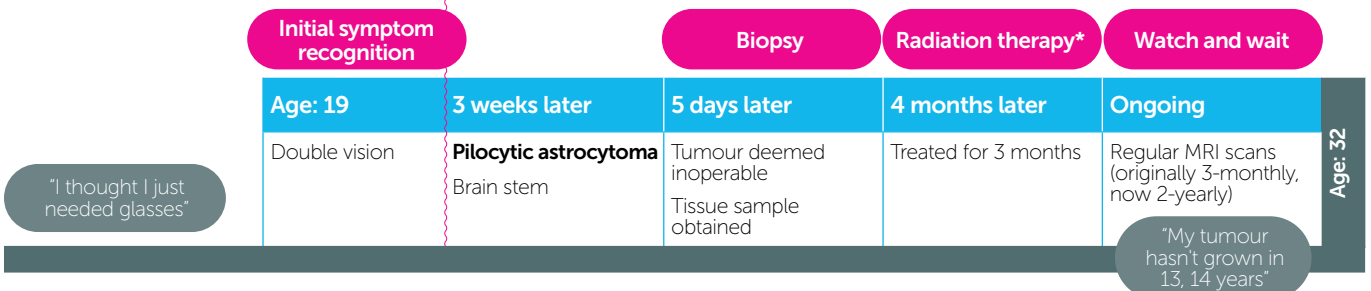 Initial symptom
recognition
Biopsy
Radiation therapy*
Watch and wait
Age: 19
3 weeks later
5 days later
4 months later
Ongoing
"I thought I just
needed glasses"
Double vision
Pilocytic astrocytoma
Brain stem
Tumour deemed
inoperable
Tissue sample
obtained
Treated for 3 months
Regular MRI scans
(originally 3-monthly,
now 2-yearly)
Age: 32
"My tumour
hasn't grown in
13, 14 years"